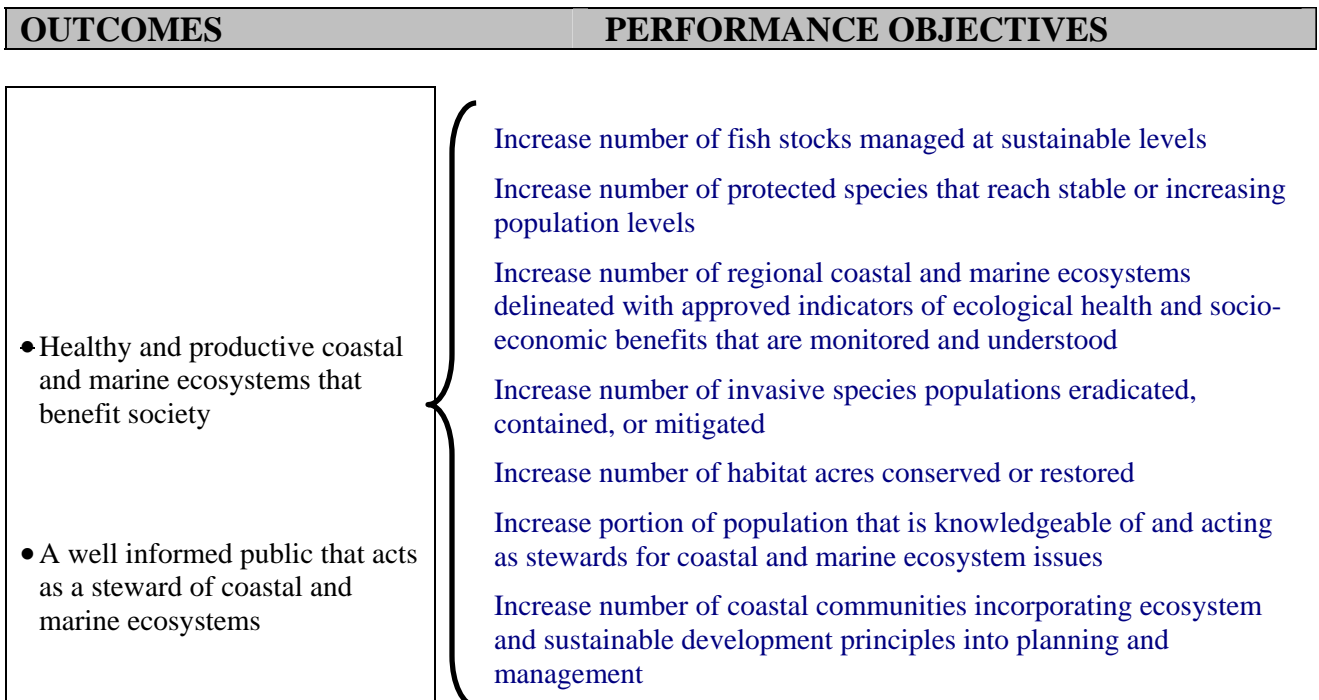 OUTCOMES PERFORMANCE OBJECTIVES
• Healthy and productive coastal
and marine ecosystems that
benefit society
• A well informed public that acts
as a steward of coastal and
marine ecosystems
Increase number of fish stocks managed at sustainable levels
Increase number of protected species that reach stable or increasing
population levels
Increase number of regional coastal and marine ecosystems
delineated with approved indicators of ecological health and socio-
economic benefits that are monitored and understood
Increase number of invasive species populations eradicated,
contained, or mitigated
Increase number of habitat acres conserved or restored
Increase portion of population that is knowledgeable of and acting
as stewards for coastal and marine ecosystem issues
Increase number of coastal communities incorporating ecosystem
and sustainable development principles into planning and
management